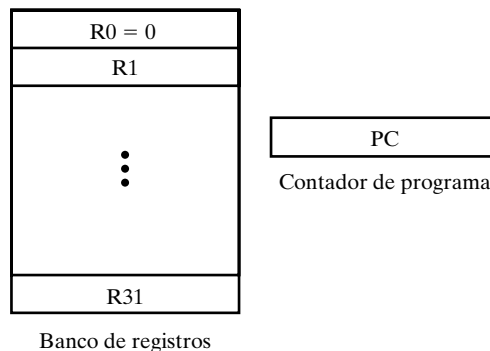 R0 = 0
R1
R31
Banco de registros
PC
Contador de programa